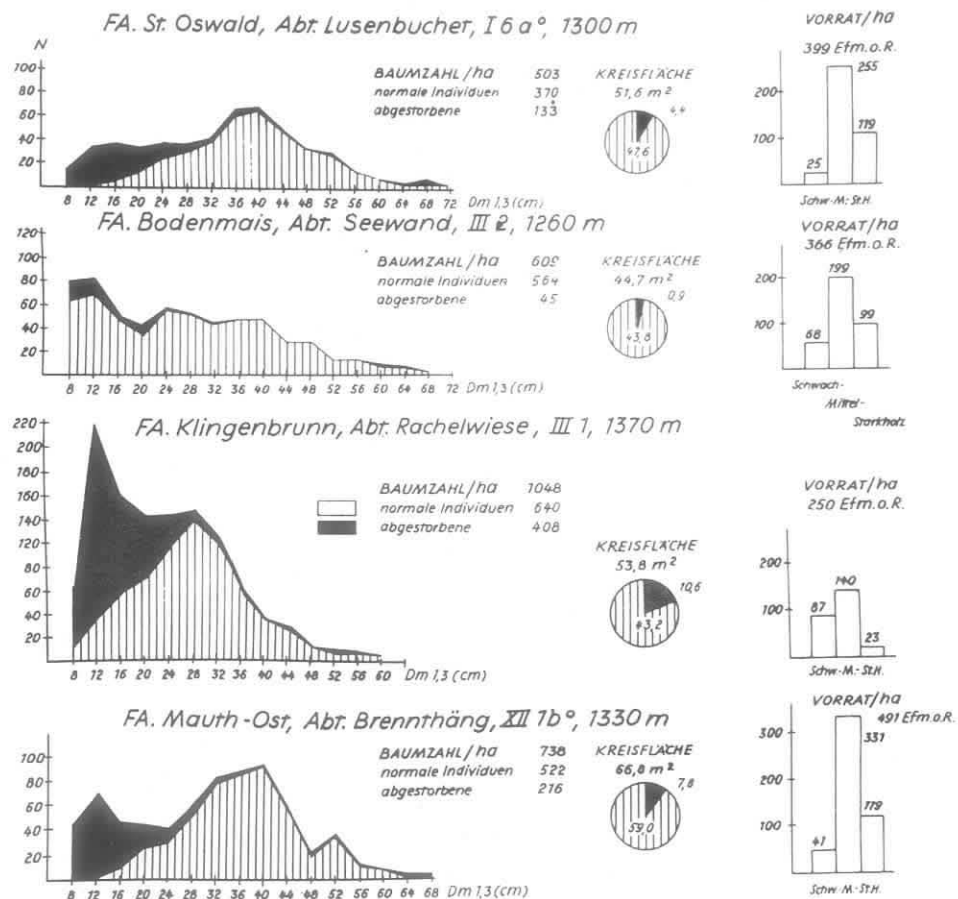 FA. St. Oswald, Abt. Lusenbucher, I 6 a°, 1300 m
N
100
80
60
40
20
8 12 16 20 24 28 32 36 40 44 48 52 56 60 64 68 72 Dm 1,3 (cm)
BAUMZAHL/ha 503
normale Individuen 370
abgestorbene 133
KREISFLÄCHE
51,6 m²
4,4
47,6
VORRAT/ha
399 Efm.o.R.
200
100
25
255
119
Schw.-M.-St.H.
FA. Bodenmais, Abt. Seewand, III 2, 1260 m
120
100
80
60
40
20
8 12 16 20 24 28 32 36 40 44 48 52 56 60 64 68 72 Dm 1,3 (cm)
BAUMZAHL/ha 609
normale Individuen 564
abgestorbene 45
KREISFLÄCHE
44,7 m²
0,9
43,8
VORRAT/ha
366 Efm.o.R.
200
100
68
199
99
Schwach-
Mittel-
Starkholz
FA. Klingenbrunn, Abt. Rachelwiese, III 1, 1370 m
220
200
160
180
140
120
80
60
40
20
8 12 16 20 24 28 32 36 40 44 48 52 56 60 Dm 1,3 (cm)
BAUMZAHL/ha 1048
normale Individuen 640
abgestorbene 408
KREISFLÄCHE
53,8 m²
10,6
43,2
VORRAT/ha
250 Efm.o.R.
200
100
87
140
23
Schw.-M.-St.H.
FA. Mauth-Ost, Abt. Brennthäng, XII 1b°, 1330 m
100
80
60
40
20
8 12 16 20 24 28 32 36 40 44 48 52 56 60 64 68 Dm 1,3 (cm)
BAUMZAHL/ha 738
normale Individuen 522
abgestorbene 216
KREISFLÄCHE
66,8 m²
7,8
59,0
VORRAT/ha
491 Efm.o.R.
300
200
100
41
331
119
Schw.-M.-St.H.